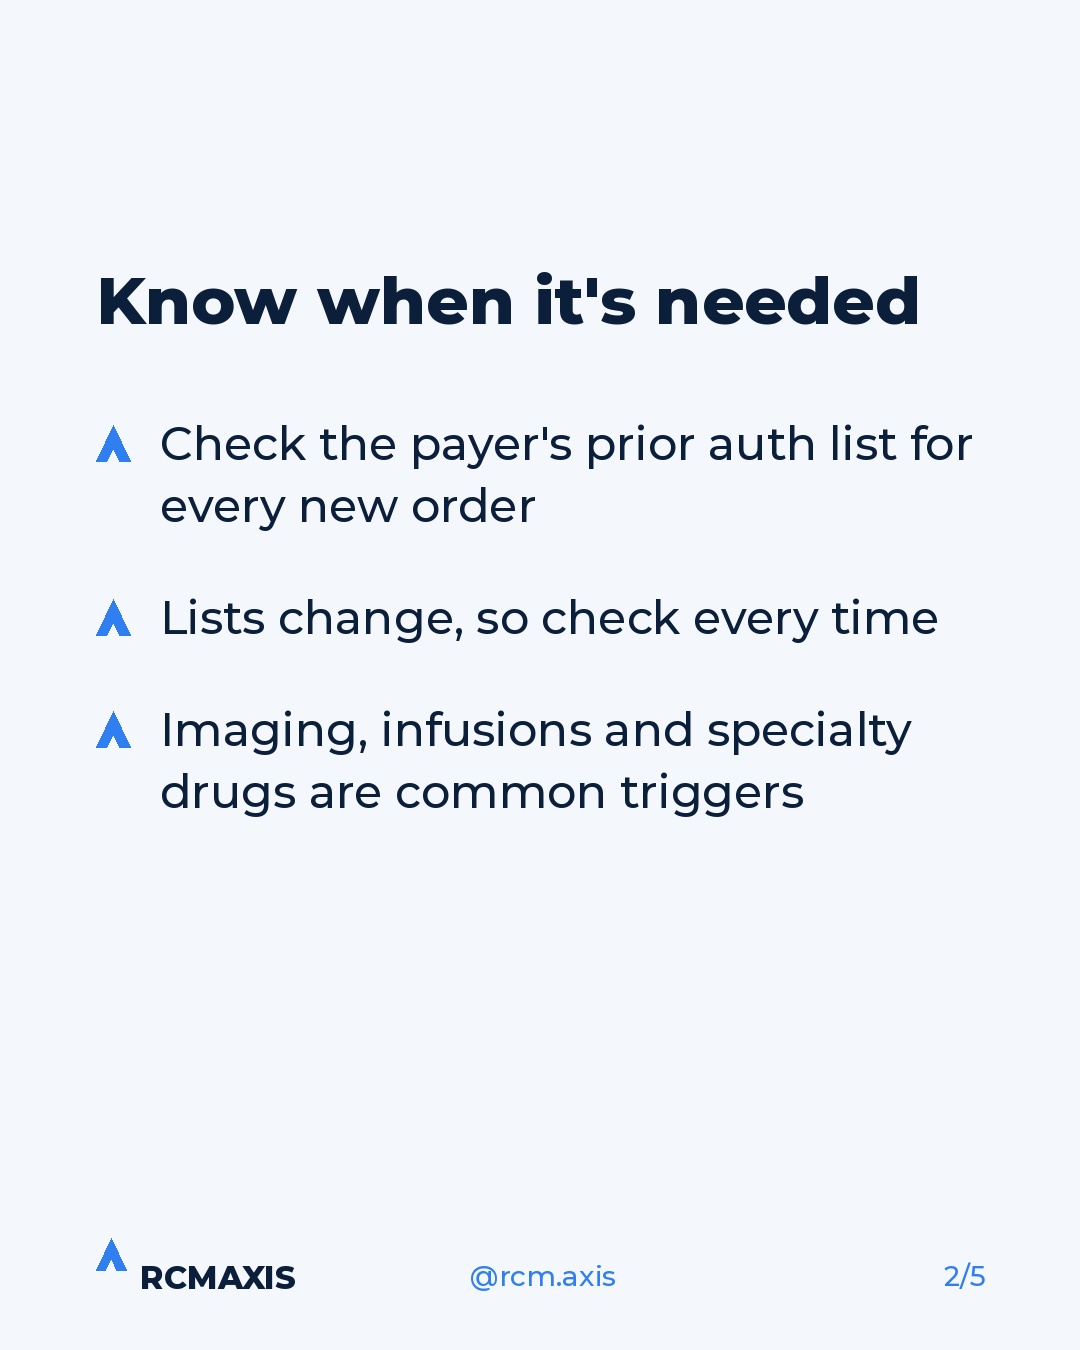 Know when it's needed
Check the payer's prior auth list for
every new order
Lists change, so check every time
Imaging, infusions and specialty
drugs are common triggers
RCMAXIS
@rcm.axis
2/5